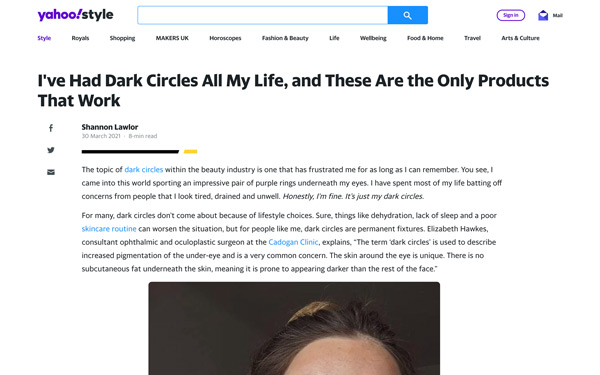 yahoo!style
Sign in
Mail
Style Royals Shopping MAKERS UK Horoscopes Fashion & Beauty Life Wellbeing Food & Home Travel Arts & Culture
I've Had Dark Circles All My Life, and These Are the Only Products
That Work
Shannon Lawlor
30 March 2021 · 8-min read
The topic of dark circles within the beauty industry is one that has frustrated me for as long as I can remember. You see, I
came into this world sporting an impressive pair of purple rings underneath my eyes. I have spent most of my life batting off
concerns from people that I look tired, drained and unwell. Honestly, I'm fine. It's just my dark circles.
For many, dark circles don't come about because of lifestyle choices. Sure, things like dehydration, lack of sleep and a poor
skincare routine can worsen the situation, but for people like me, dark circles are permanent fixtures. Elizabeth Hawkes,
consultant ophthalmic and oculoplastic surgeon at the Cadogan Clinic, explains, “The term ‘dark circles’ is used to describe
increased pigmentation of the under-eye and is a very common concern. The skin around the eye is unique. There is no
subcutaneous fat underneath the skin, meaning it is prone to appearing darker than the rest of the face.”